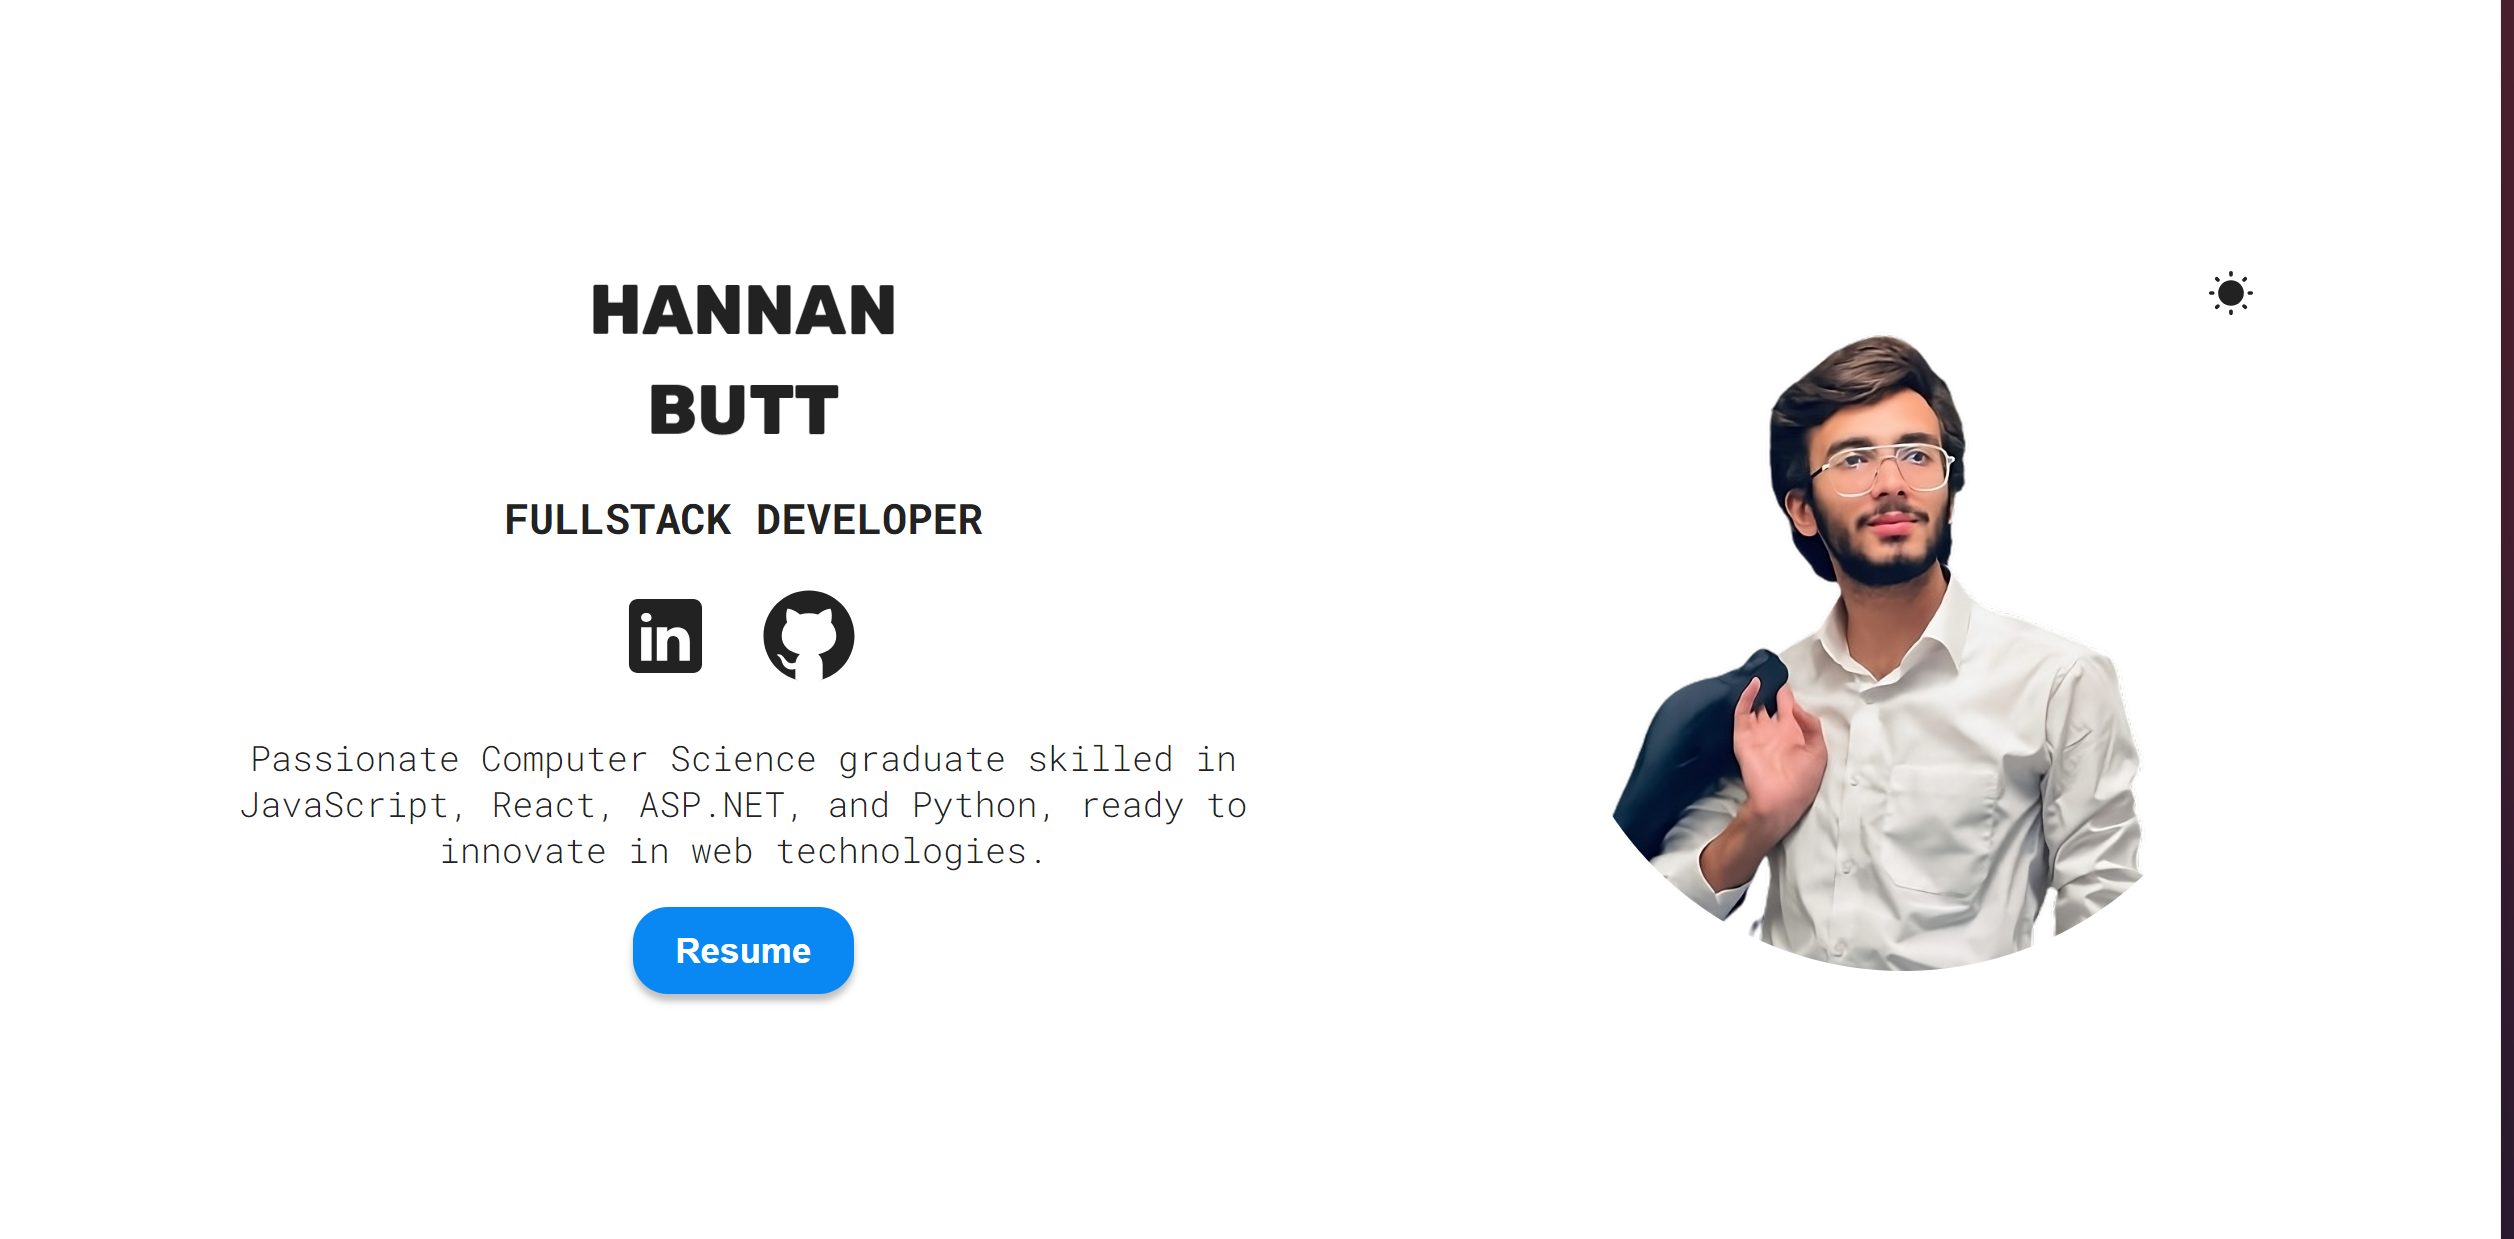 HANNAN
BUTT
FULLSTACK DEVELOPER
in
Passionate Computer Science graduate skilled in
JavaScript, React, ASP.NET, and Python, ready to
innovate in web technologies.
Resume